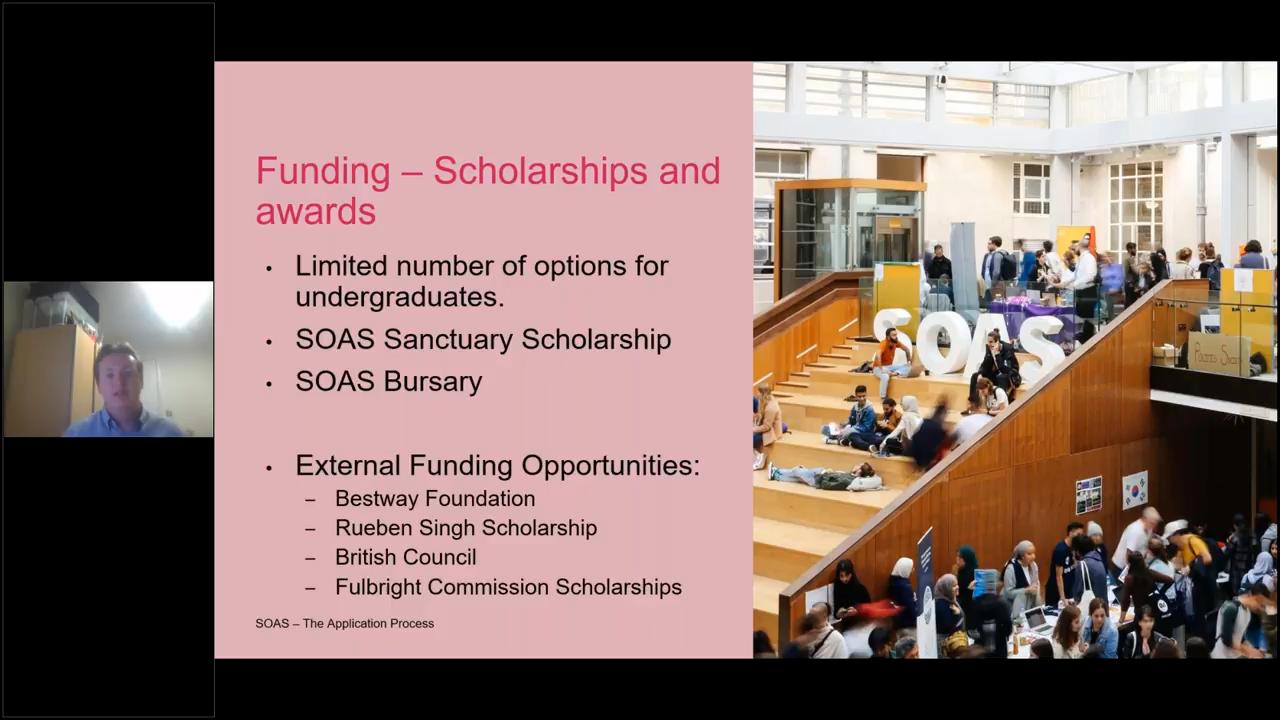 Funding – Scholarships and
awards
• Limited number of options for
undergraduates.
• SOAS Sanctuary Scholarship
• SOAS Bursary
• External Funding Opportunities:
– Bestway Foundation
– Rueben Singh Scholarship
– British Council
– Fulbright Commission Scholarships
SOAS – The Application Process
SOAS